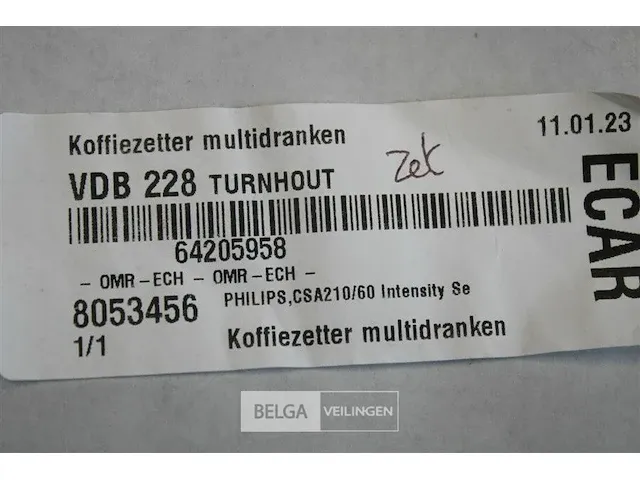 Koffiezetter multidranken
11.01.23
VDB 228 TURNHOUT
zet
ECAR
64205958
- OMR-ECH - OMR-ECH -
8053456 PHILIPS,CSA210/60 Intensity Se
1/1 Koffiezetter multidranken
BELGA VEILINGEN